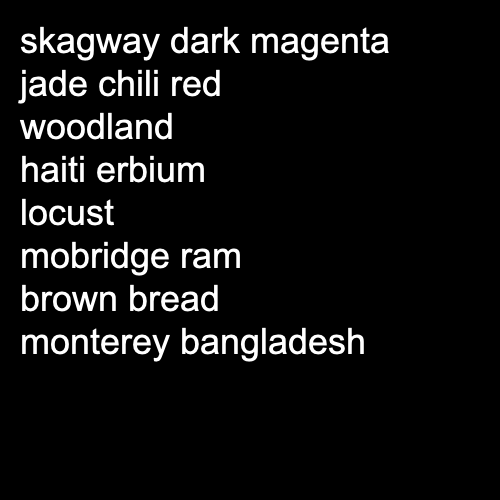 skagway dark magenta
jade chili red
woodland
haiti erbium
locust
mobridge ram
brown bread
monterey bangladesh